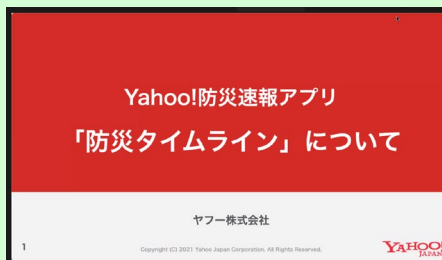 Yahoo!防災速報アプリ
「防災タイムライン」について
ヤフー株式会社
1
Copyright (C) 2021 Yahoo Japan Corporation. All Rights Reserved.
YAHOO!
JAPAN